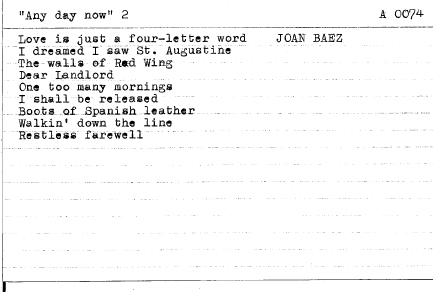 "Any day now" 2 A 0074
Love is just a four-letter word JOAN BAEZ
I dreamed I saw St. Augustine
The walls of Red Wing
Dear Landlord
One too many mornings
I shall be released
Boots of Spanish leather
Walkin' down the line
Restless farewell